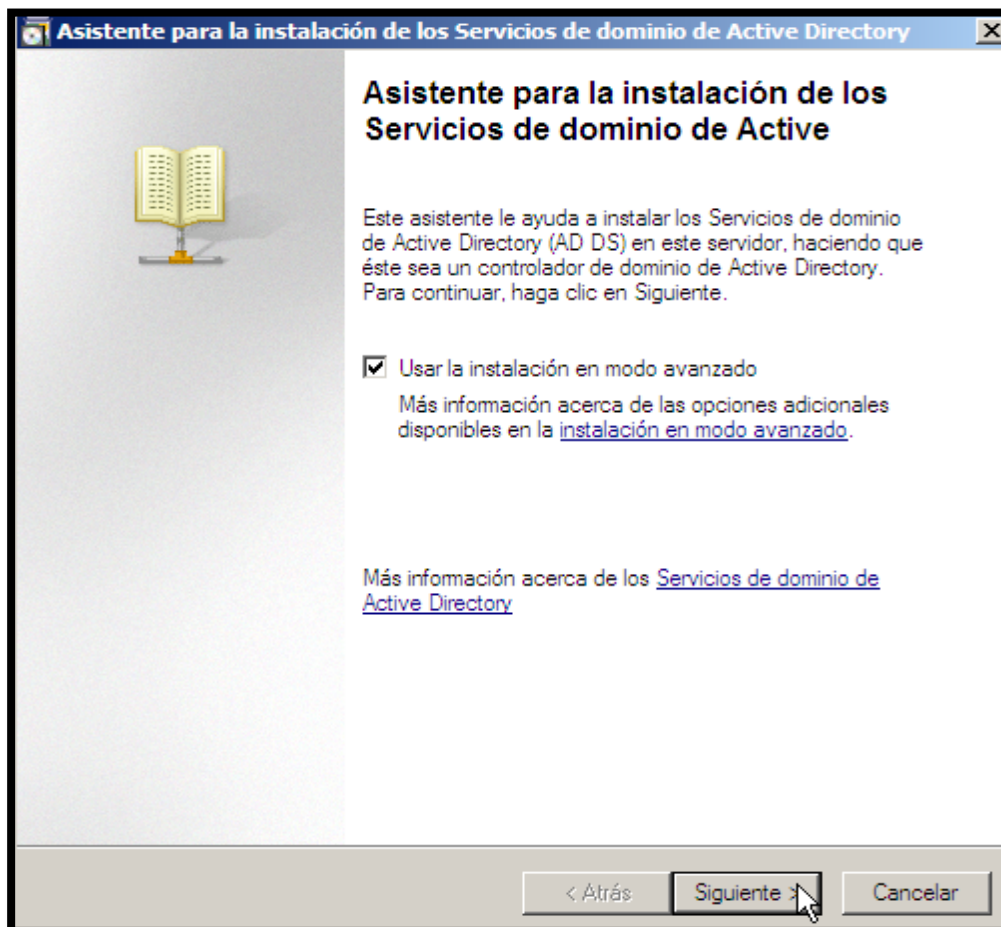 Asistente para la instalación de los Servicios de dominio de Active Directory
Asistente para la instalación de los
Servicios de dominio de Active
Este asistente le ayuda a instalar los Servicios de dominio
de Active Directory (AD DS) en este servidor, haciendo que
éste sea un controlador de dominio de Active Directory.
Para continuar, haga clic en Siguiente.
Usar la instalación en modo avanzado
Más información acerca de las opciones adicionales
disponibles en la instalación en modo avanzado.
Más información acerca de los Servicios de dominio de
Active Directory
< Atrás
Siguiente >
Cancelar